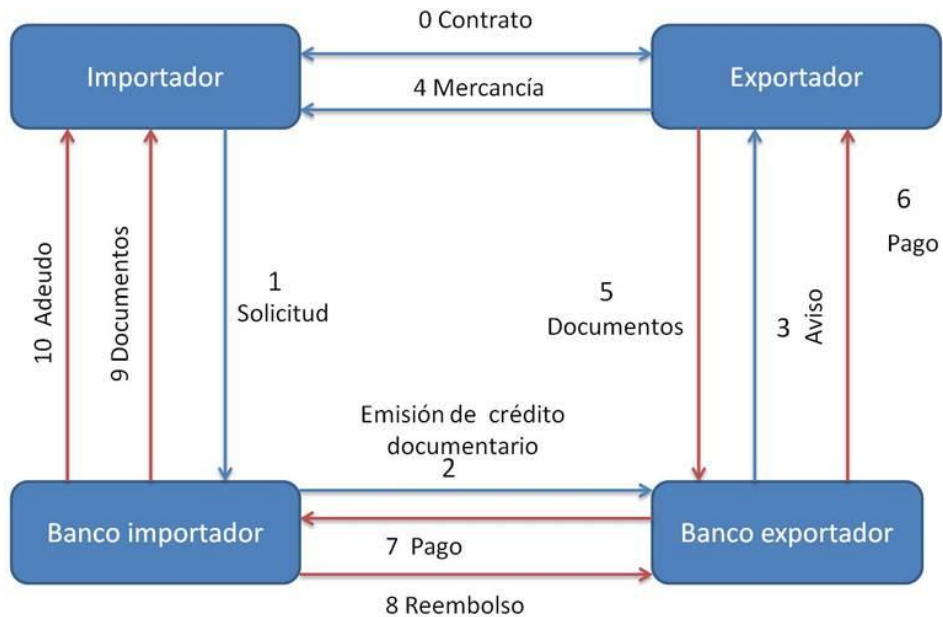 0 Contrato
Importador
Exportador
4 Mercancía
6
Pago
1
Solicitud
5
Documentos
3
Aviso
10 Adeudo
9 Documentos
Emisión de crédito
documentario
2
Banco importador
Banco exportador
7 Pago
8 Reembolso